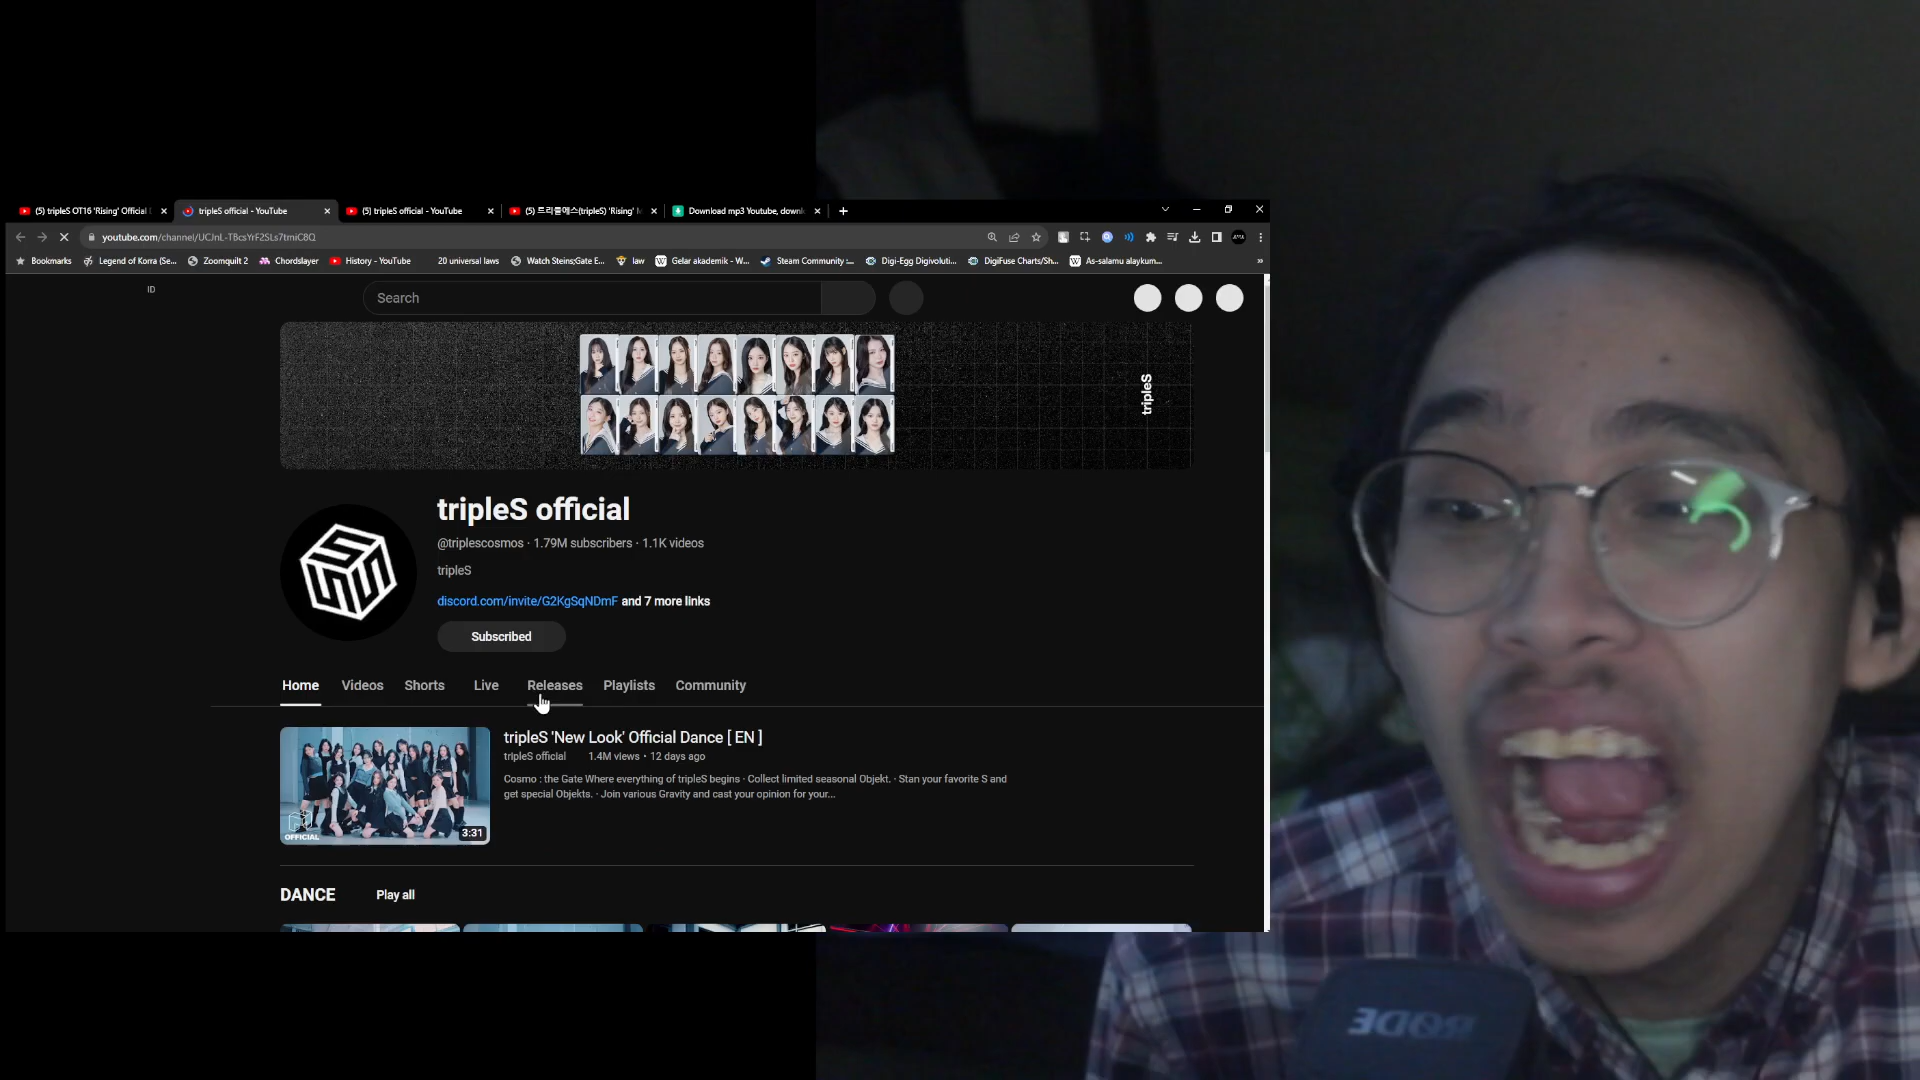 (5) tripleS OT16 'Rising' Official
tripleS official - YouTube
(5) tripleS official - YouTube
(5) 트리플에스(tripleS) 'Rising'
Download mp3 Youtube, downl
youtube.com/channel/UCJnL-TBcsYrF2SLs7tmiC8Q
Bookmarks
Legend of Korra (Se...
Zoomquilt 2
Chordslayer
History - YouTube
20 universal laws
Watch Steins;Gate E...
law
Gelar akademik - W...
Steam Community :...
Digi-Egg Digivoluti...
DigiFuse Charts/Sh...
As-salamu alaykum...
»
ID
Search
tripleS
tripleS official
@triplescosmos · 1.79M subscribers · 1.1K videos
tripleS
discord.com/invite/G2KgSqNDmF and 7 more links
Subscribed
Home Videos Shorts Live Releases Playlists Community
tripleS 'New Look' Official Dance [ EN ]
tripleS official 1.4M views · 12 days ago
Cosmo : the Gate Where everything of tripleS begins · Collect limited seasonal Objekt. · Stan your favorite S and
get special Objekts. · Join various Gravity and cast your opinion for your...
OFFICIAL
3:31
DANCE Play all
RØDE